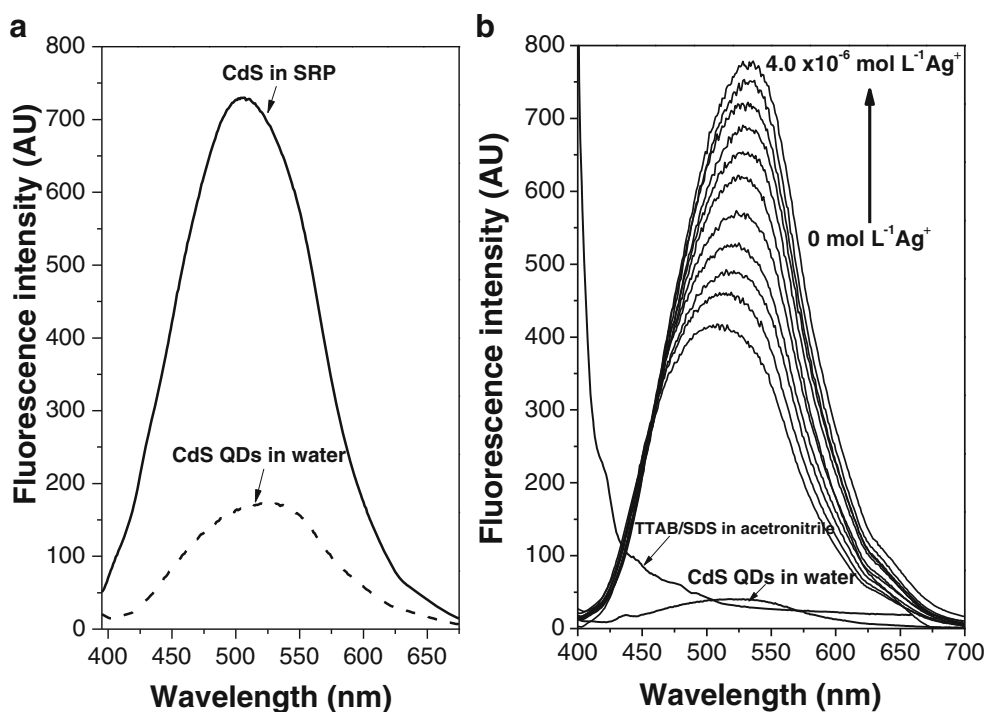 a
800
700
600
500
400
300
200
100
0
Fluorescence intensity (AU)
CdS in SRP
CdS QDs in water
400 450 500 550 600 650
Wavelength (nm)
b
800
700
600
500
400
300
200
100
0
Fluorescence intensity (AU)
4.0 x10⁻⁶ mol L⁻¹Ag⁺
0 mol L⁻¹Ag⁺
TTAB/SDS in acetronitrile
CdS QDs in water
400 450 500 550 600 650 700
Wavelength (nm)